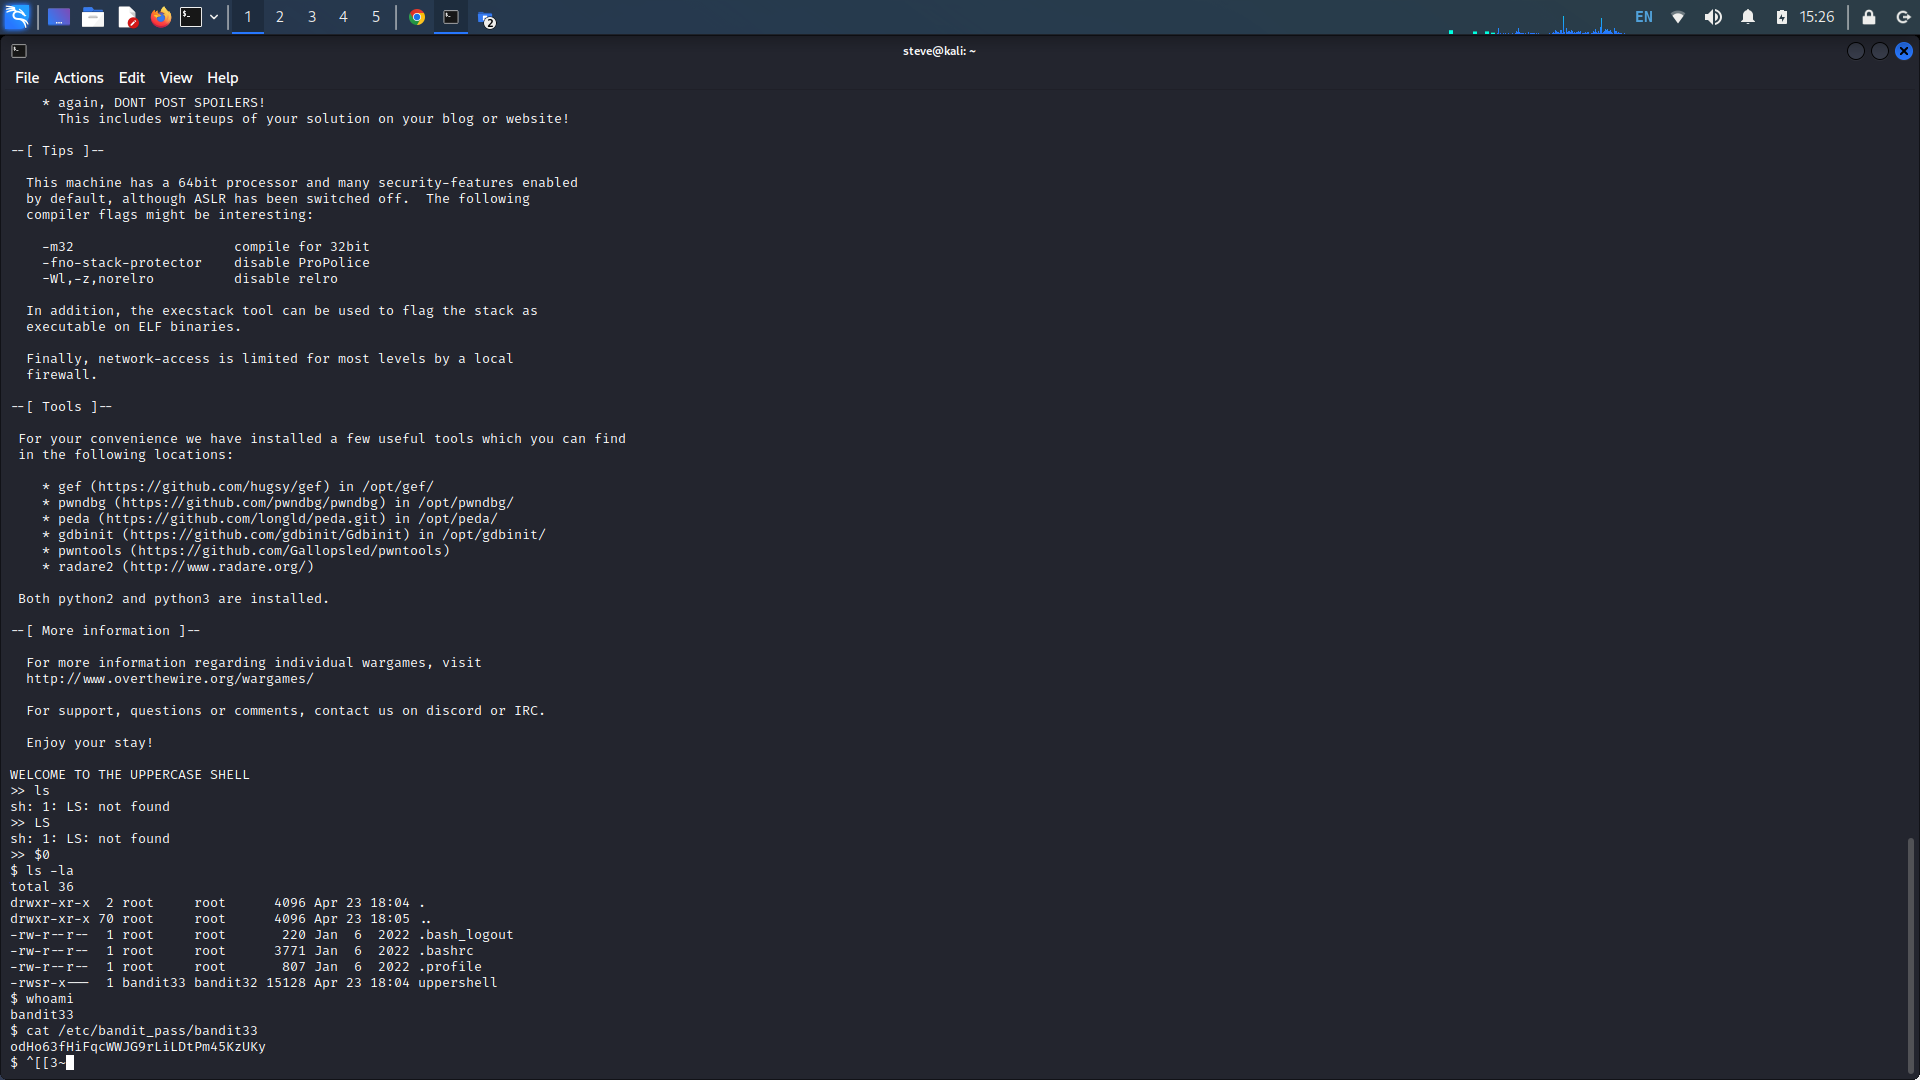 1 2 3 4 5 2 EN 15:26
steve@kali: ~
File Actions Edit View Help
* again, DONT POST SPOILERS!
This includes writeups of your solution on your blog or website!
--[ Tips ]--
This machine has a 64bit processor and many security-features enabled
by default, although ASLR has been switched off.  The following
compiler flags might be interesting:
-m32                    compile for 32bit
-fno-stack-protector    disable ProPolice
-Wl,-z,norelro          disable relro
In addition, the execstack tool can be used to flag the stack as
executable on ELF binaries.
Finally, network-access is limited for most levels by a local
firewall.
--[ Tools ]--
For your convenience we have installed a few useful tools which you can find
in the following locations:
* gef (https://github.com/hugsy/gef) in /opt/gef/
* pwndbg (https://github.com/pwndbg/pwndbg) in /opt/pwndbg/
* peda (https://github.com/longld/peda.git) in /opt/peda/
* gdbinit (https://github.com/gdbinit/Gdbinit) in /opt/gdbinit/
* pwntools (https://github.com/Gallopsled/pwntools)
* radare2 (http://www.radare.org/)
Both python2 and python3 are installed.
--[ More information ]--
For more information regarding individual wargames, visit
http://www.overthewire.org/wargames/
For support, questions or comments, contact us on discord or IRC.
Enjoy your stay!
WELCOME TO THE UPPERCASE SHELL
>> ls
sh: 1: LS: not found
>> LS
sh: 1: LS: not found
>> $0
$ ls -la
total 36
drwxr-xr-x  2 root     root      4096 Apr 23 18:04 .
drwxr-xr-x 70 root     root      4096 Apr 23 18:05 ..
-rw-r--r--  1 root     root       220 Jan  6  2022 .bash_logout
-rw-r--r--  1 root     root      3771 Jan  6  2022 .bashrc
-rw-r--r--  1 root     root       807 Jan  6  2022 .profile
-rwsr-x---  1 bandit33 bandit32 15128 Apr 23 18:04 uppershell
$ whoami
bandit33
$ cat /etc/bandit_pass/bandit33
odHo63fHiFqcWWJG9rLiLDtPm45KzUKy
$ ^[[3~